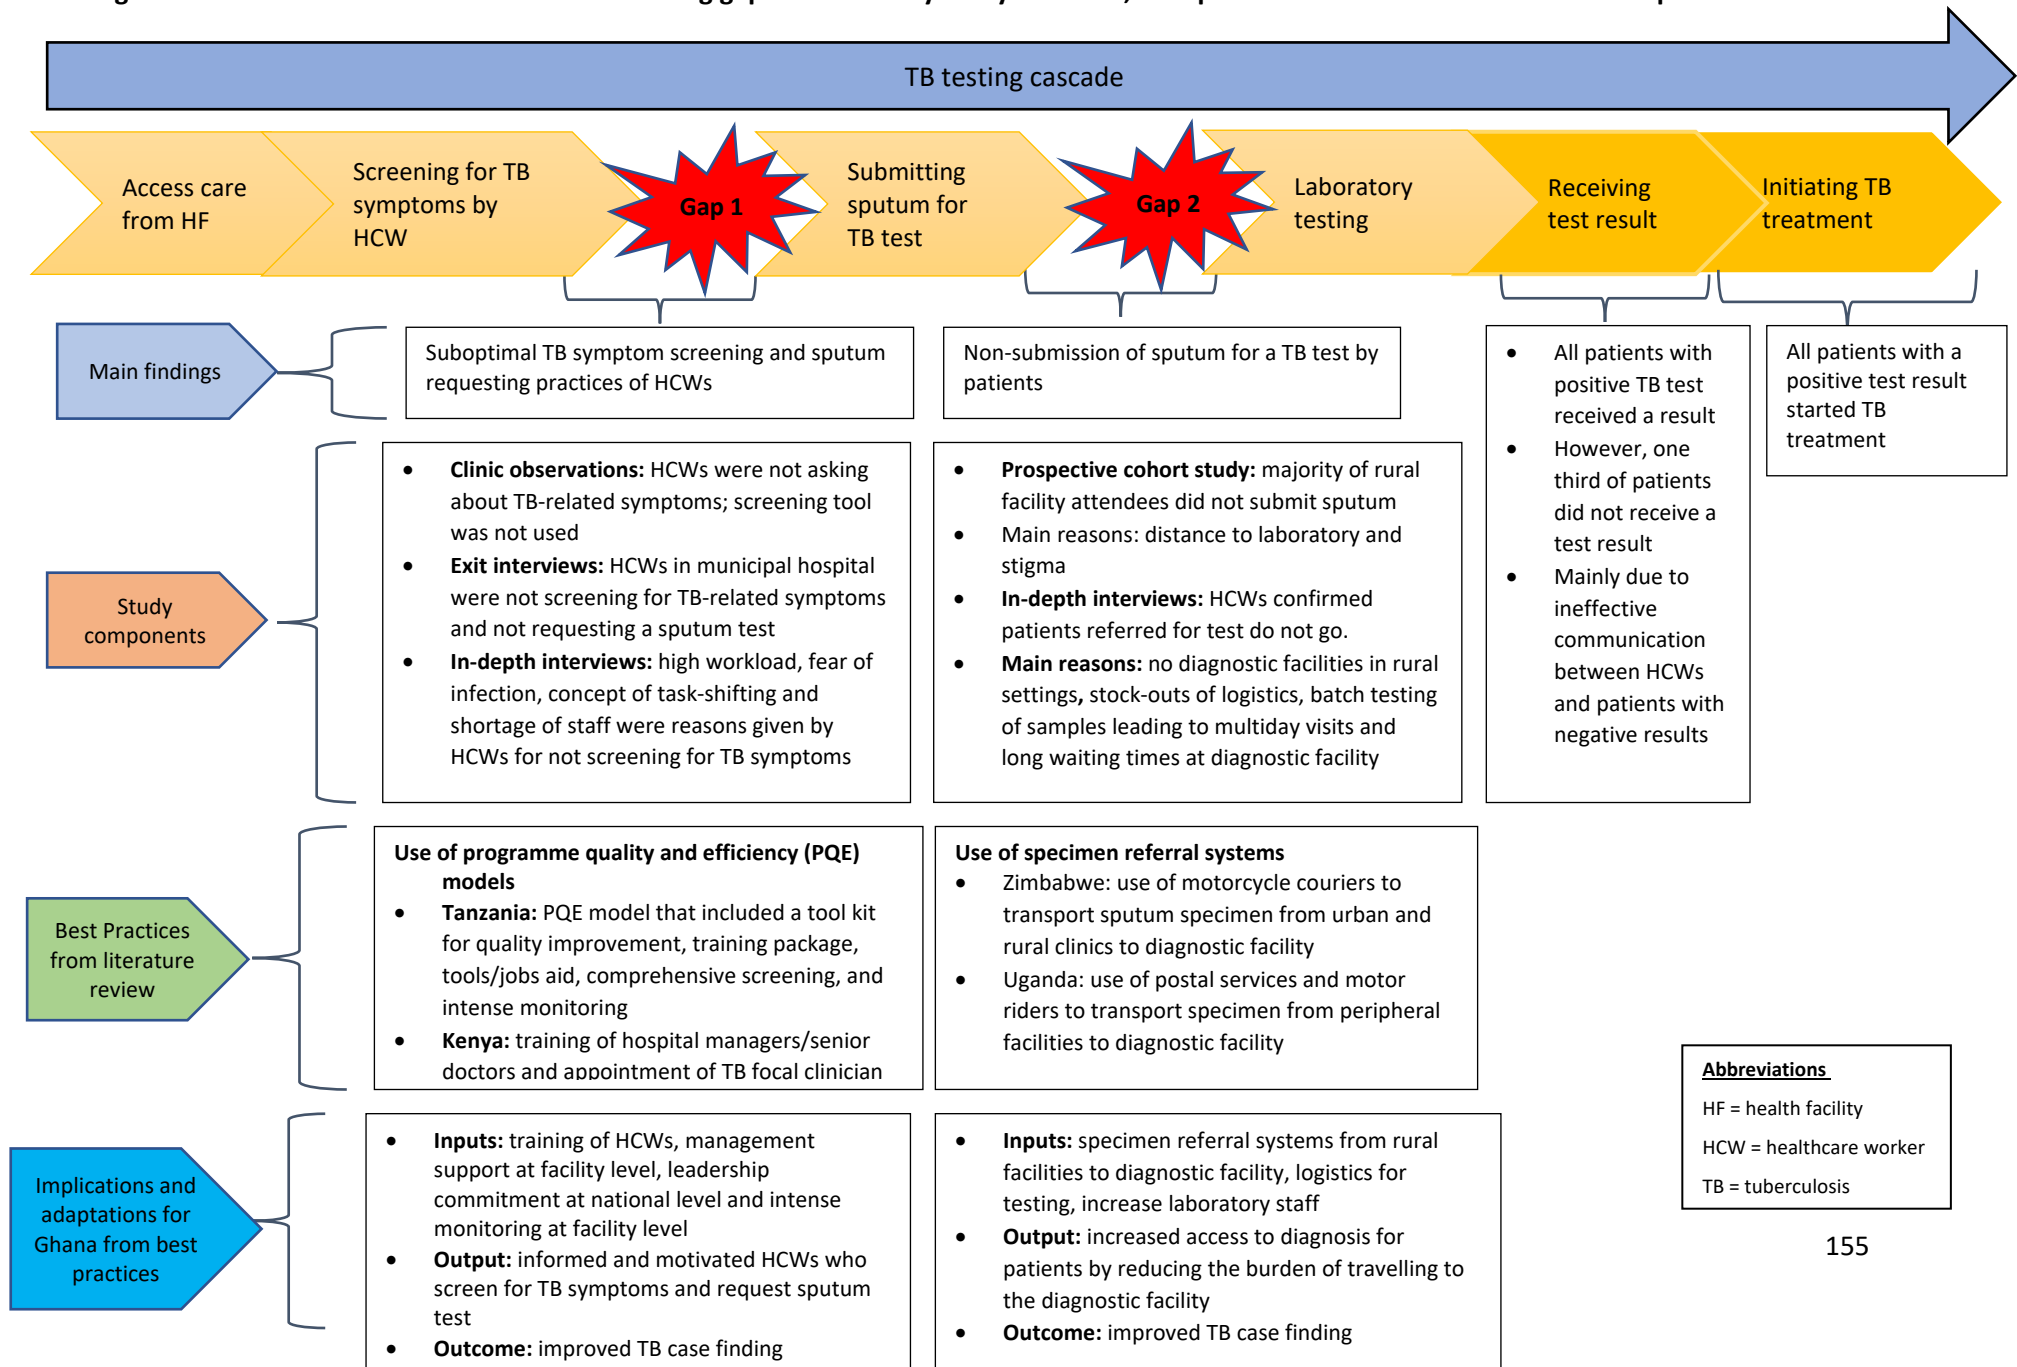 TB testing cascade
Access care
from HF
Screening for TB
symptoms by
HCW
Gap 1
Submitting
sputum for
TB test
Gap 2
Laboratory
testing
Receiving
test result
Initiating TB
treatment
Main findings
Suboptimal TB symptom screening and sputum
requesting practices of HCWs
Non-submission of sputum for a TB test by
patients
• All patients with
positive TB test
received a result
• However, one
third of patients
did not receive a
test result
• Mainly due to
ineffective
communication
between HCWs
and patients with
negative results
All patients with a
positive test result
started TB
treatment
Study
components
• Clinic observations: HCWs were not asking
about TB-related symptoms; screening tool
was not used
• Exit interviews: HCWs in municipal hospital
were not screening for TB-related symptoms
and not requesting a sputum test
• In-depth interviews: high workload, fear of
infection, concept of task-shifting and
shortage of staff were reasons given by
HCWs for not screening for TB symptoms
• Prospective cohort study: majority of rural
facility attendees did not submit sputum
• Main reasons: distance to laboratory and
stigma
• In-depth interviews: HCWs confirmed
patients referred for test do not go.
• Main reasons: no diagnostic facilities in rural
settings, stock-outs of logistics, batch testing
of samples leading to multiday visits and
long waiting times at diagnostic facility
Best Practices
from literature
review
Use of programme quality and efficiency (PQE)
models
• Tanzania: PQE model that included a tool kit
for quality improvement, training package,
tools/jobs aid, comprehensive screening, and
intense monitoring
• Kenya: training of hospital managers/senior
doctors and appointment of TB focal clinician
Use of specimen referral systems
• Zimbabwe: use of motorcycle couriers to
transport sputum specimen from urban and
rural clinics to diagnostic facility
• Uganda: use of postal services and motor
riders to transport specimen from peripheral
facilities to diagnostic facility
Implications and
adaptations for
Ghana from best
practices
• Inputs: training of HCWs, management
support at facility level, leadership
commitment at national level and intense
monitoring at facility level
• Output: informed and motivated HCWs who
screen for TB symptoms and request sputum
test
• Outcome: improved TB case finding
• Inputs: specimen referral systems from rural
facilities to diagnostic facility, logistics for
testing, increase laboratory staff
• Output: increased access to diagnosis for
patients by reducing the burden of travelling to
the diagnostic facility
• Outcome: improved TB case finding
Abbreviations
HF = health facility
HCW = healthcare worker
TB = tuberculosis
155